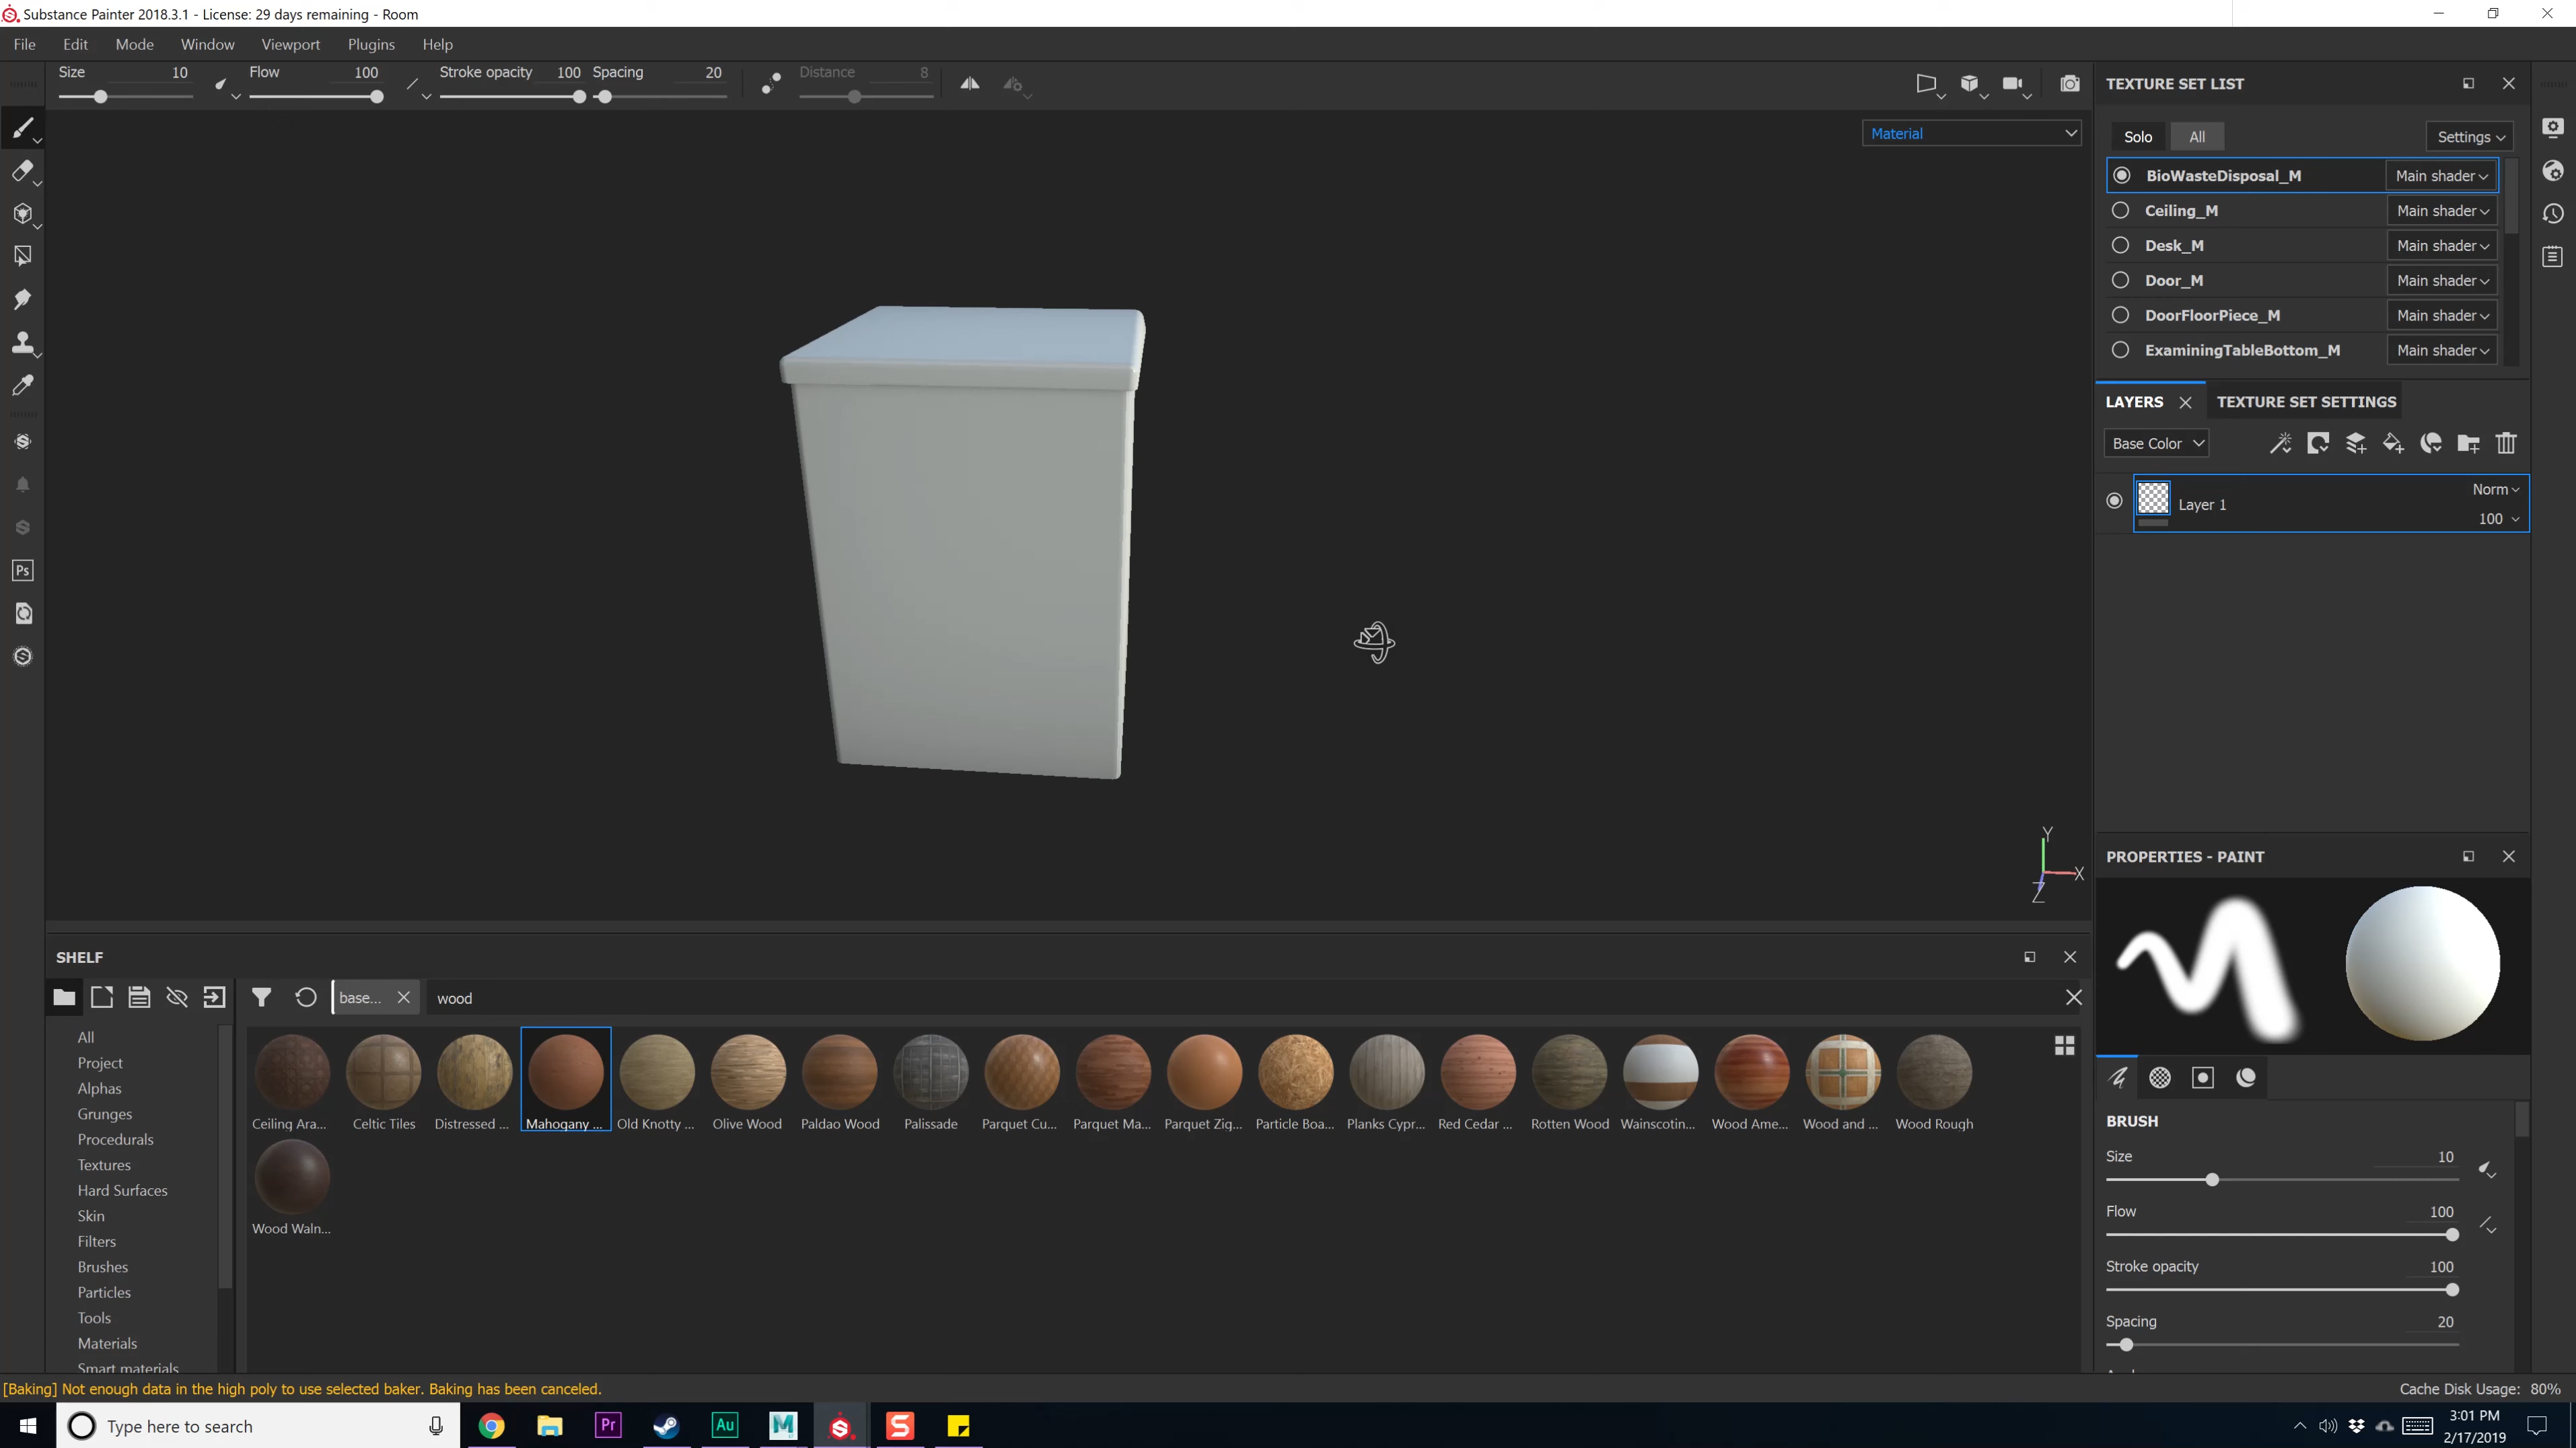 Substance Painter 2018.3.1 - License: 29 days remaining - Room
File Edit Mode Window Viewport Plugins Help
Size 10 Flow 100 Stroke opacity 100 Spacing 20 Distance 8
Material
TEXTURE SET LIST
Solo All Settings
BioWasteDisposal_M Main shader
Ceiling_M Main shader
Desk_M Main shader
Door_M Main shader
DoorFloorPiece_M Main shader
ExaminingTableBottom_M Main shader
LAYERS TEXTURE SET SETTINGS
Base Color
Norm
Layer 1
100
Ps
Y
X
Z
PROPERTIES - PAINT
BRUSH
Size 10
Flow 100
Stroke opacity 100
Spacing 20
SHELF
base... wood
All
Project
Alphas
Grunges
Procedurals
Textures
Hard Surfaces
Skin
Filters
Brushes
Particles
Tools
Materials
Smart materials
Ceiling Ara... Celtic Tiles Distressed ... Mahogany ... Old Knotty ... Olive Wood Paldao Wood Palissade Parquet Cu... Parquet Ma... Parquet Zig... Particle Boa... Planks Cypr... Red Cedar ... Rotten Wood Wainscotin... Wood Ame... Wood and ... Wood Rough
Wood Waln...
[Baking] Not enough data in the high poly to use selected baker. Baking has been canceled.
Cache Disk Usage: 80%
Type here to search
Pr
Au
M
S
3:01 PM
2/17/2019